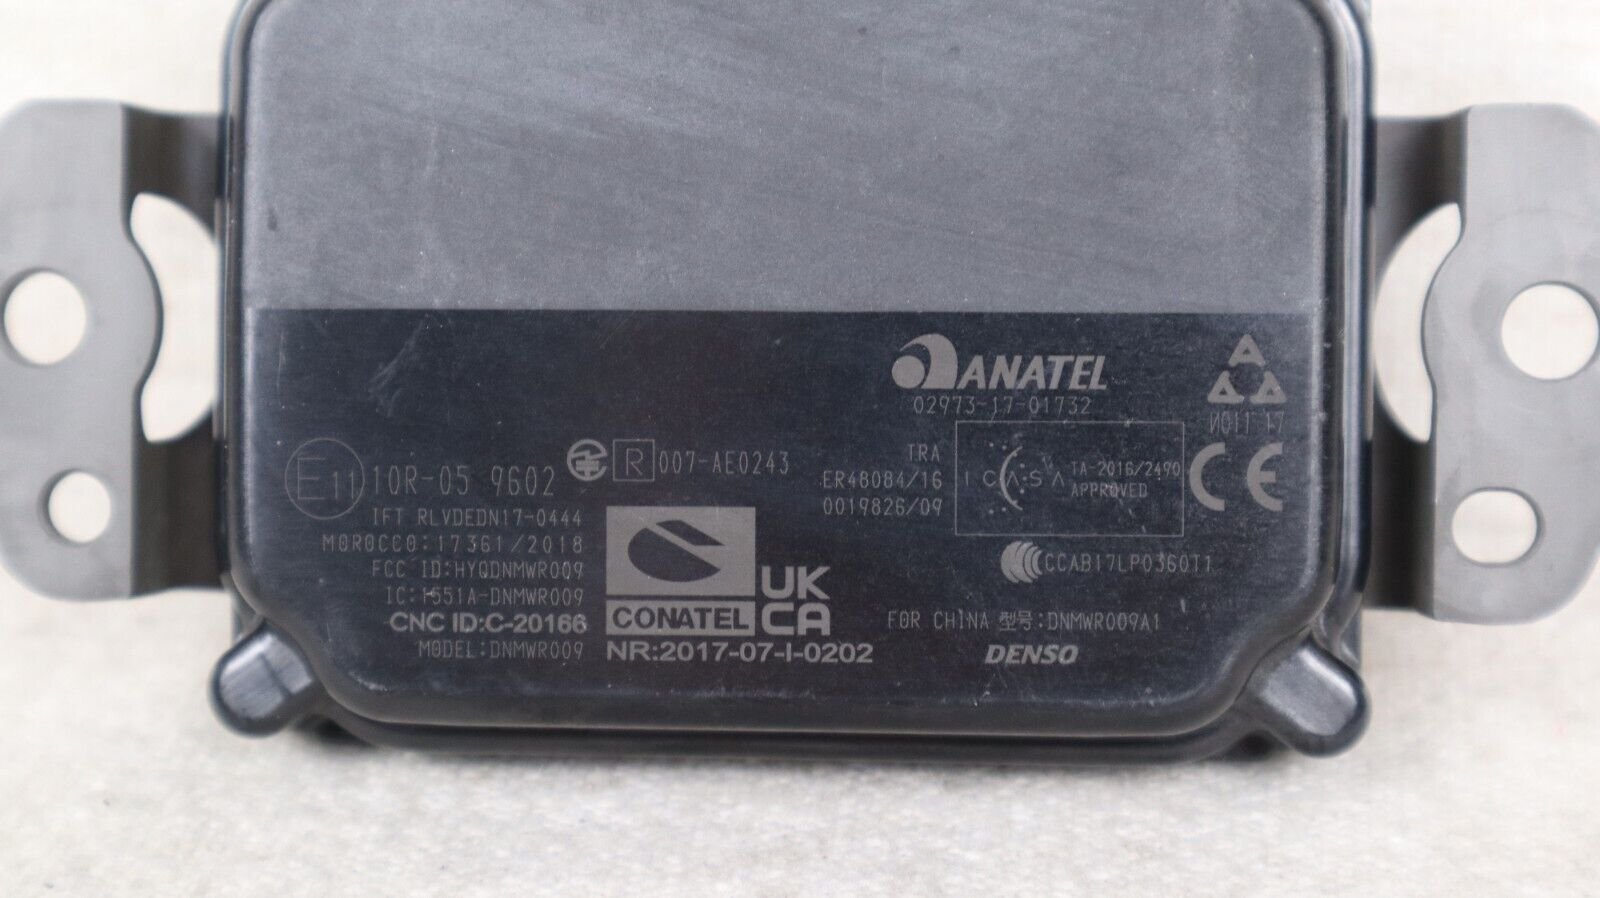 ANATEL
02973-17-01732
A
A A
N011 17
E11 10R-05 9602
R 007-AE0243
TRA
ER48084/16
0019826/09
ICASA TA-2016/2490
APPROVED
CE
IFT RLVDEDN17-0444
MOROCCO:17361/2018
FCC ID:HYQDNMWR009
IC:1551A-DNMWR009
CNC ID:C-20166
MODEL:DNMWR009
CONATEL
NR:2017-07-I-0202
UK
CA
CCAB17LP0360T1
FOR CHINA 型号:DNMWR009A1
DENSO